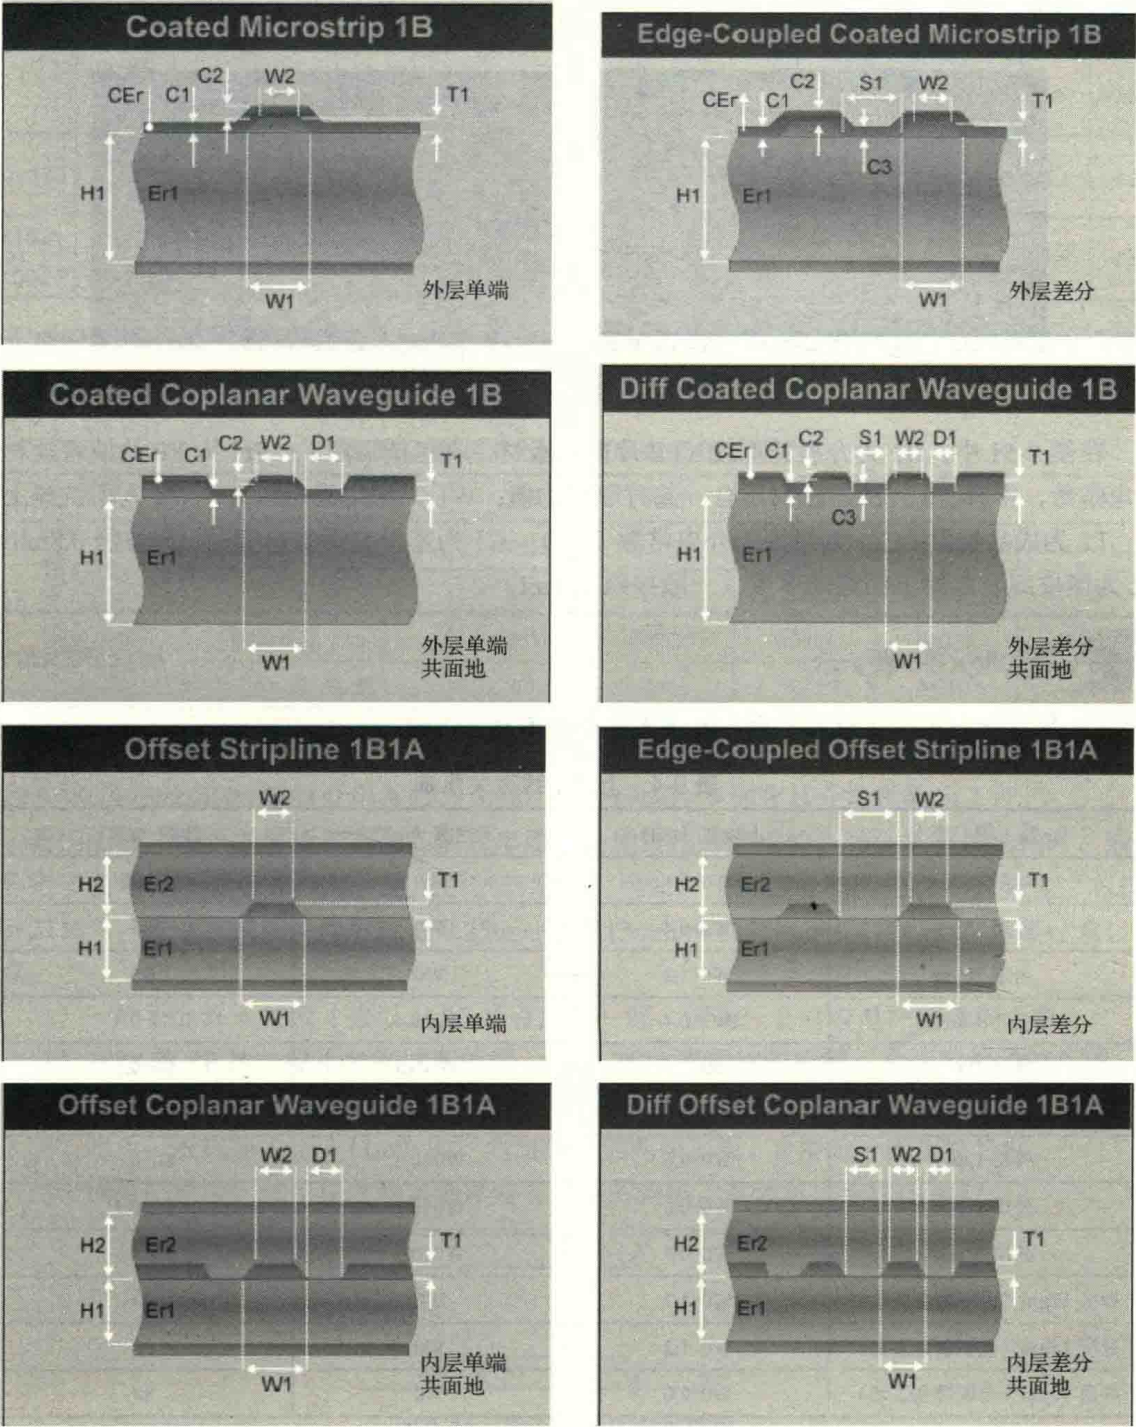 Coated Microstrip 1B
C2
W2
CEr
C1
T1
H1
Er1
W1
外层单端
Edge-Coupled Coated Microstrip 1B
C2
S1
W2
CEr
C1
T1
C3
H1
Er1
W1
外层差分
Coated Coplanar Waveguide 1B
C2
W2
D1
CEr
C1
T1
H1
Er1
W1
外层单端
共面地
Diff Coated Coplanar Waveguide 1B
C2
S1
W2
D1
CEr
C1
T1
C3
H1
Er1
W1
外层差分
共面地
Offset Stripline 1B1A
W2
H2
Er2
T1
H1
Er1
W1
内层单端
Edge-Coupled Offset Stripline 1B1A
S1
W2
H2
Er2
T1
H1
Er1
W1
内层差分
Offset Coplanar Waveguide 1B1A
W2
D1
H2
Er2
T1
H1
Er1
W1
内层单端
共面地
Diff Offset Coplanar Waveguide 1B1A
S1
W2
D1
H2
Er2
T1
H1
Er1
W1
内层差分
共面地